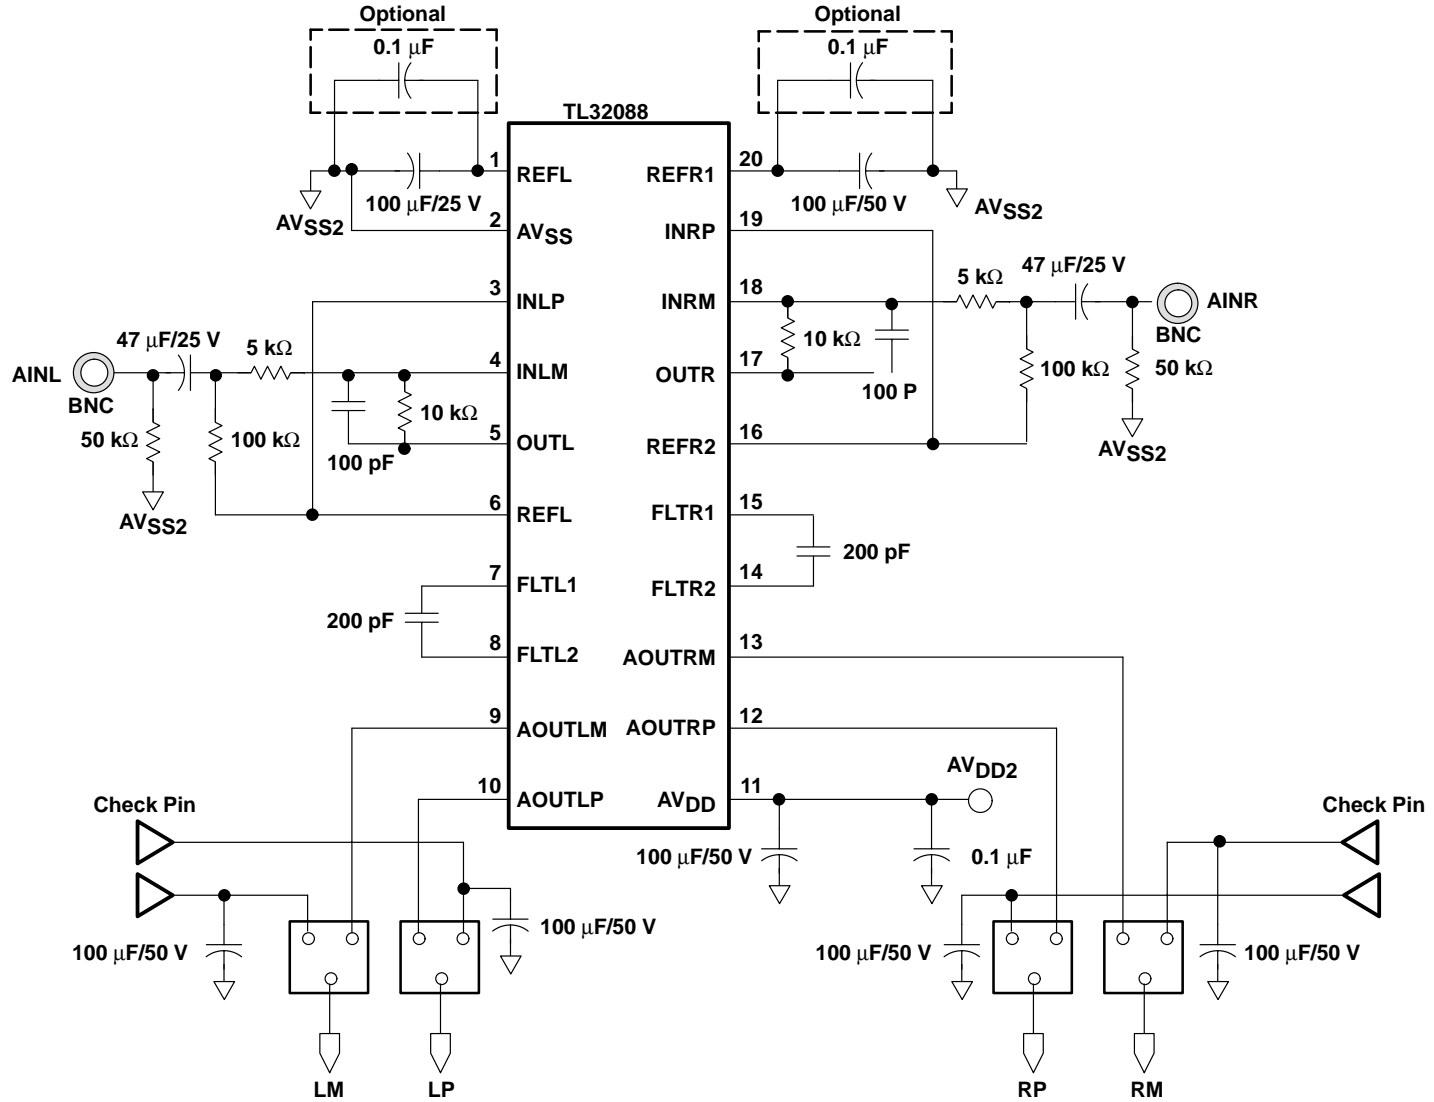 Optional
0.1 μF
Optional
0.1 μF
TL32088
1
REFL
REFR1
20
100 μF/25 V
100 μF/50 V
AVSS2
AVSS2
2
AVSS
INRP
19
3
INLP
INRM
18
5 kΩ
47 μF/25 V
AINR
BNC
47 μF/25 V
5 kΩ
10 kΩ
AINL
BNC
4
INLM
OUTR
17
100 P
100 kΩ
50 kΩ
50 kΩ
100 kΩ
10 kΩ
100 pF
5
OUTL
REFR2
16
AVSS2
AVSS2
6
REFL
FLTR1
15
200 pF
7
FLTL1
FLTR2
14
200 pF
8
FLTL2
AOUTRM
13
9
AOUTLM
AOUTRP
12
AVDD2
10
AOUTLP
AVDD
11
Check Pin
Check Pin
100 μF/50 V
0.1 μF
100 μF/50 V
100 μF/50 V
100 μF/50 V
100 μF/50 V
LM
LP
RP
RM